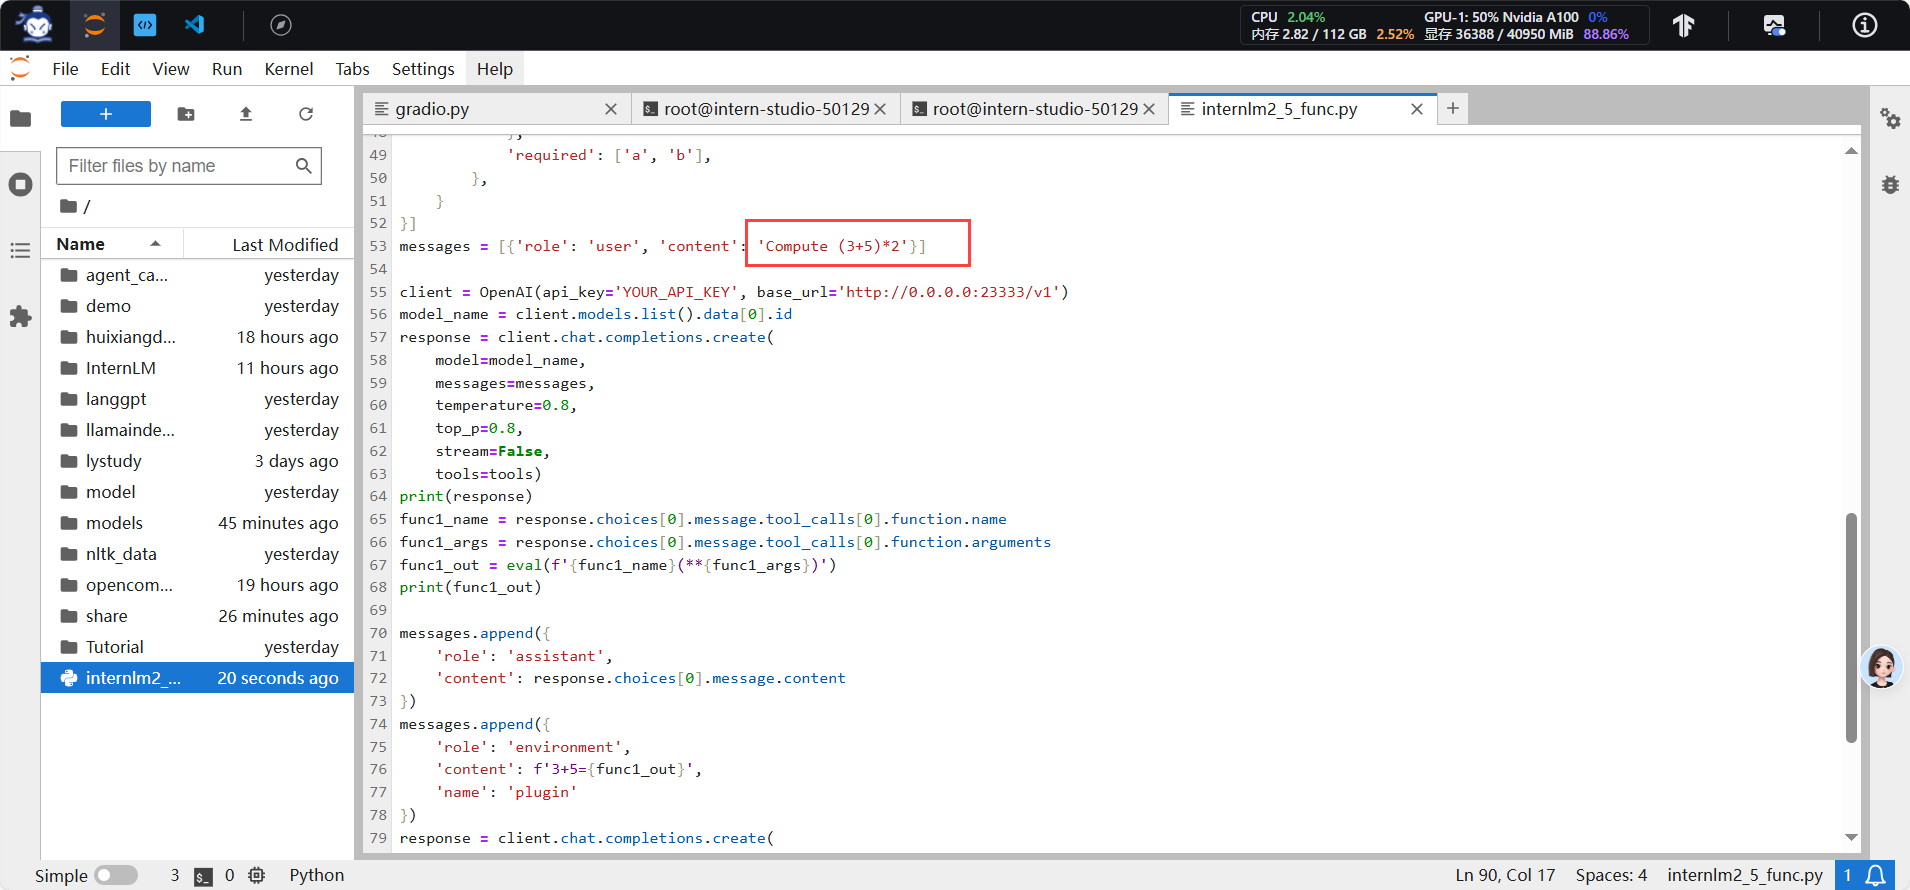 CPU 2.04%
内存 2.82 / 112 GB 2.52%
GPU-1: 50% Nvidia A100 0%
显存 36388 / 40950 MiB 88.86%
File Edit View Run Kernel Tabs Settings Help
gradio.py
root@intern-studio-50129
root@intern-studio-50129
internlm2_5_func.py
Filter files by name
/
Name Last Modified
agent_ca... yesterday
demo yesterday
huixiangd... 18 hours ago
InternLM 11 hours ago
langgpt yesterday
llamainde... yesterday
lystudy 3 days ago
model yesterday
models 45 minutes ago
nltk_data yesterday
opencom... 19 hours ago
share 26 minutes ago
Tutorial yesterday
internlm2_... 20 seconds ago
49 'required': ['a', 'b'],
50 },
51 }
52 }]
53 messages = [{'role': 'user', 'content': 'Compute (3+5)*2'}]
54
55 client = OpenAI(api_key='YOUR_API_KEY', base_url='http://0.0.0.0:23333/v1')
56 model_name = client.models.list().data[0].id
57 response = client.chat.completions.create(
58 model=model_name,
59 messages=messages,
60 temperature=0.8,
61 top_p=0.8,
62 stream=False,
63 tools=tools)
64 print(response)
65 func1_name = response.choices[0].message.tool_calls[0].function.name
66 func1_args = response.choices[0].message.tool_calls[0].function.arguments
67 func1_out = eval(f'{func1_name}(**{func1_args})')
68 print(func1_out)
69
70 messages.append({
71 'role': 'assistant',
72 'content': response.choices[0].message.content
73 })
74 messages.append({
75 'role': 'environment',
76 'content': f'3+5={func1_out}',
77 'name': 'plugin'
78 })
79 response = client.chat.completions.create(
Simple 3 0 Python
Ln 90, Col 17 Spaces: 4 internlm2_5_func.py 1